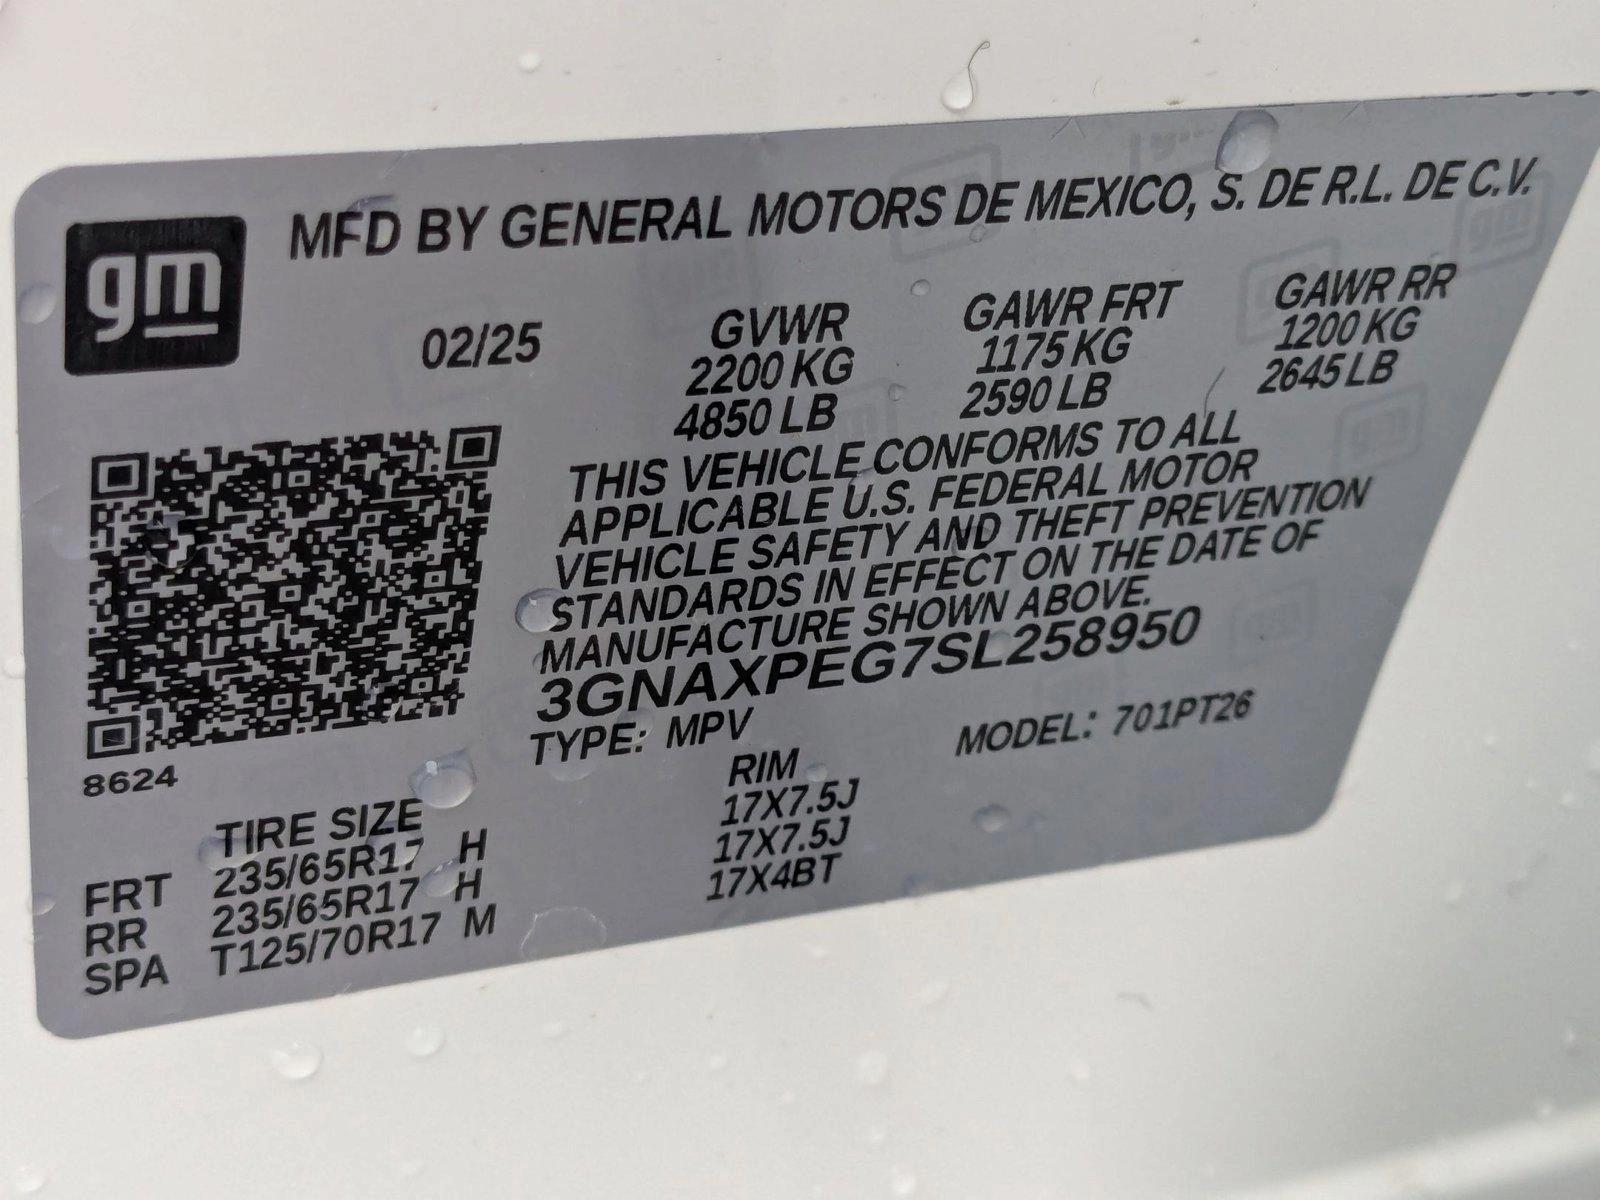 gm
MFD BY GENERAL MOTORS DE MEXICO, S. DE R.L. DE C.V.
02/25
GVWR GAWR FRT GAWR RR
2200 KG 1175 KG 1200 KG
4850 LB 2590 LB 2645 LB
THIS VEHICLE CONFORMS TO ALL
APPLICABLE U.S. FEDERAL MOTOR
VEHICLE SAFETY AND THEFT PREVENTION
STANDARDS IN EFFECT ON THE DATE OF
MANUFACTURE SHOWN ABOVE.
3GNAXPEG7SL258950
TYPE: MPV MODEL: 701PT26
8624
TIRE SIZE RIM
FRT 235/65R17 H 17X7.5J
RR 235/65R17 H 17X7.5J
SPA T125/70R17 M 17X4BT